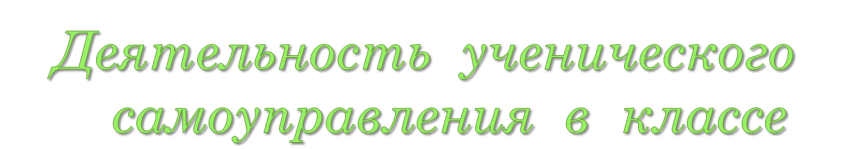 Деятельность ученического
самоуправления в классе